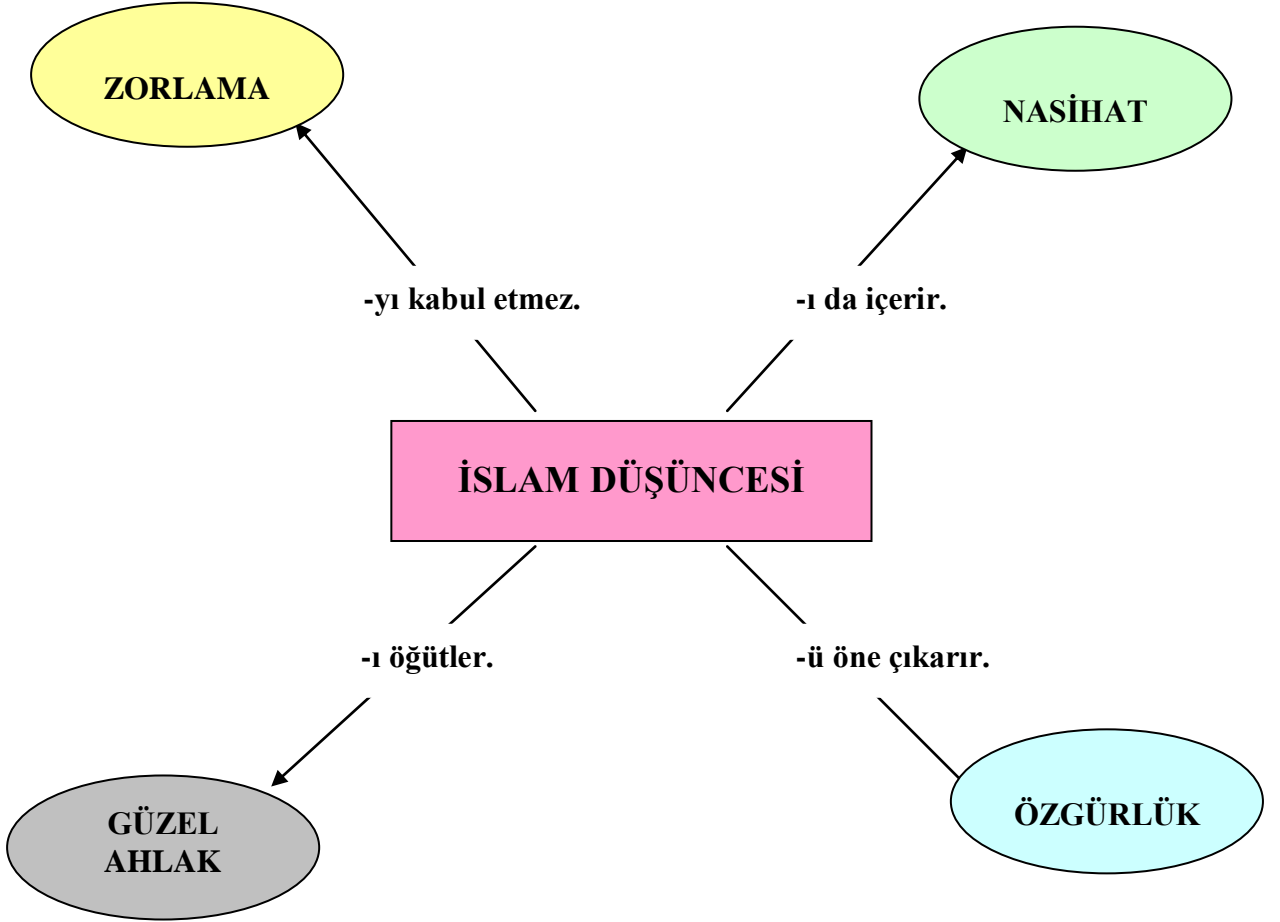 ZORLAMA
NASİHAT
-yı kabul etmez.
-ı da içerir.
İSLAM DÜŞÜNCESİ
-ı öğütler.
-ü öne çıkarır.
GÜZEL
AHLAK
ÖZGÜRLÜK